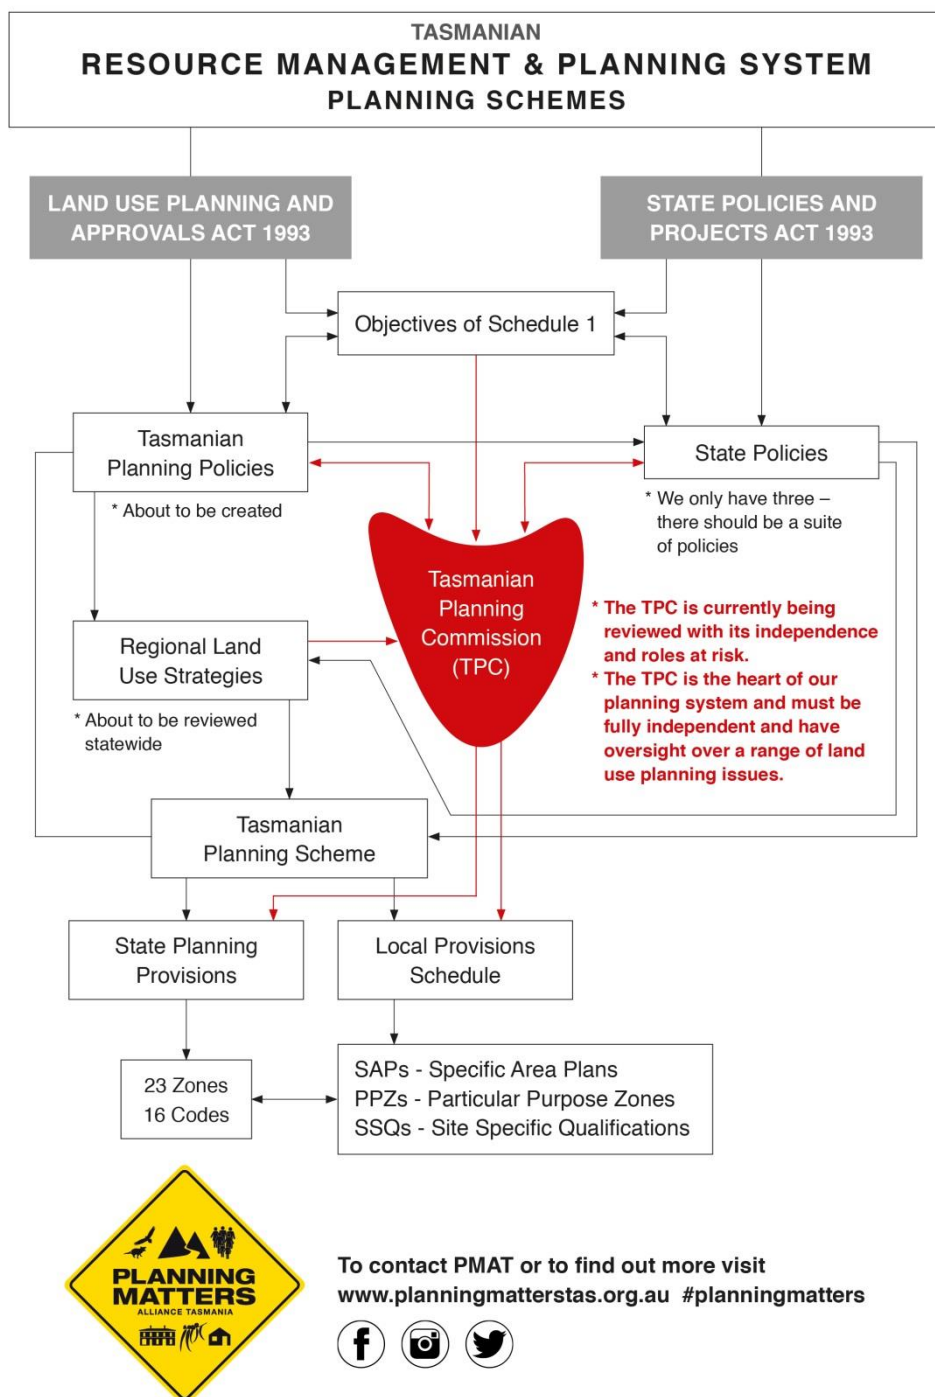 TASMANIAN
RESOURCE MANAGEMENT & PLANNING SYSTEM
PLANNING SCHEMES
LAND USE PLANNING AND
APPROVALS ACT 1993
STATE POLICIES AND
PROJECTS ACT 1993
Objectives of Schedule 1
Tasmanian
Planning Policies
* About to be created
State Policies
* We only have three –
there should be a suite
of policies
Tasmanian
Planning
Commission
(TPC)
* The TPC is currently being
reviewed with its independence
and roles at risk.
* The TPC is the heart of our
planning system and must be
fully independent and have
oversight over a range of land
use planning issues.
Regional Land
Use Strategies
* About to be reviewed
statewide
Tasmanian
Planning Scheme
State Planning
Provisions
Local Provisions
Schedule
23 Zones
16 Codes
SAPs - Specific Area Plans
PPZs - Particular Purpose Zones
SSQs - Site Specific Qualifications
PLANNING
MATTERS
ALLIANCE TASMANIA
To contact PMAT or to find out more visit
www.planningmatterstas.org.au #planningmatters